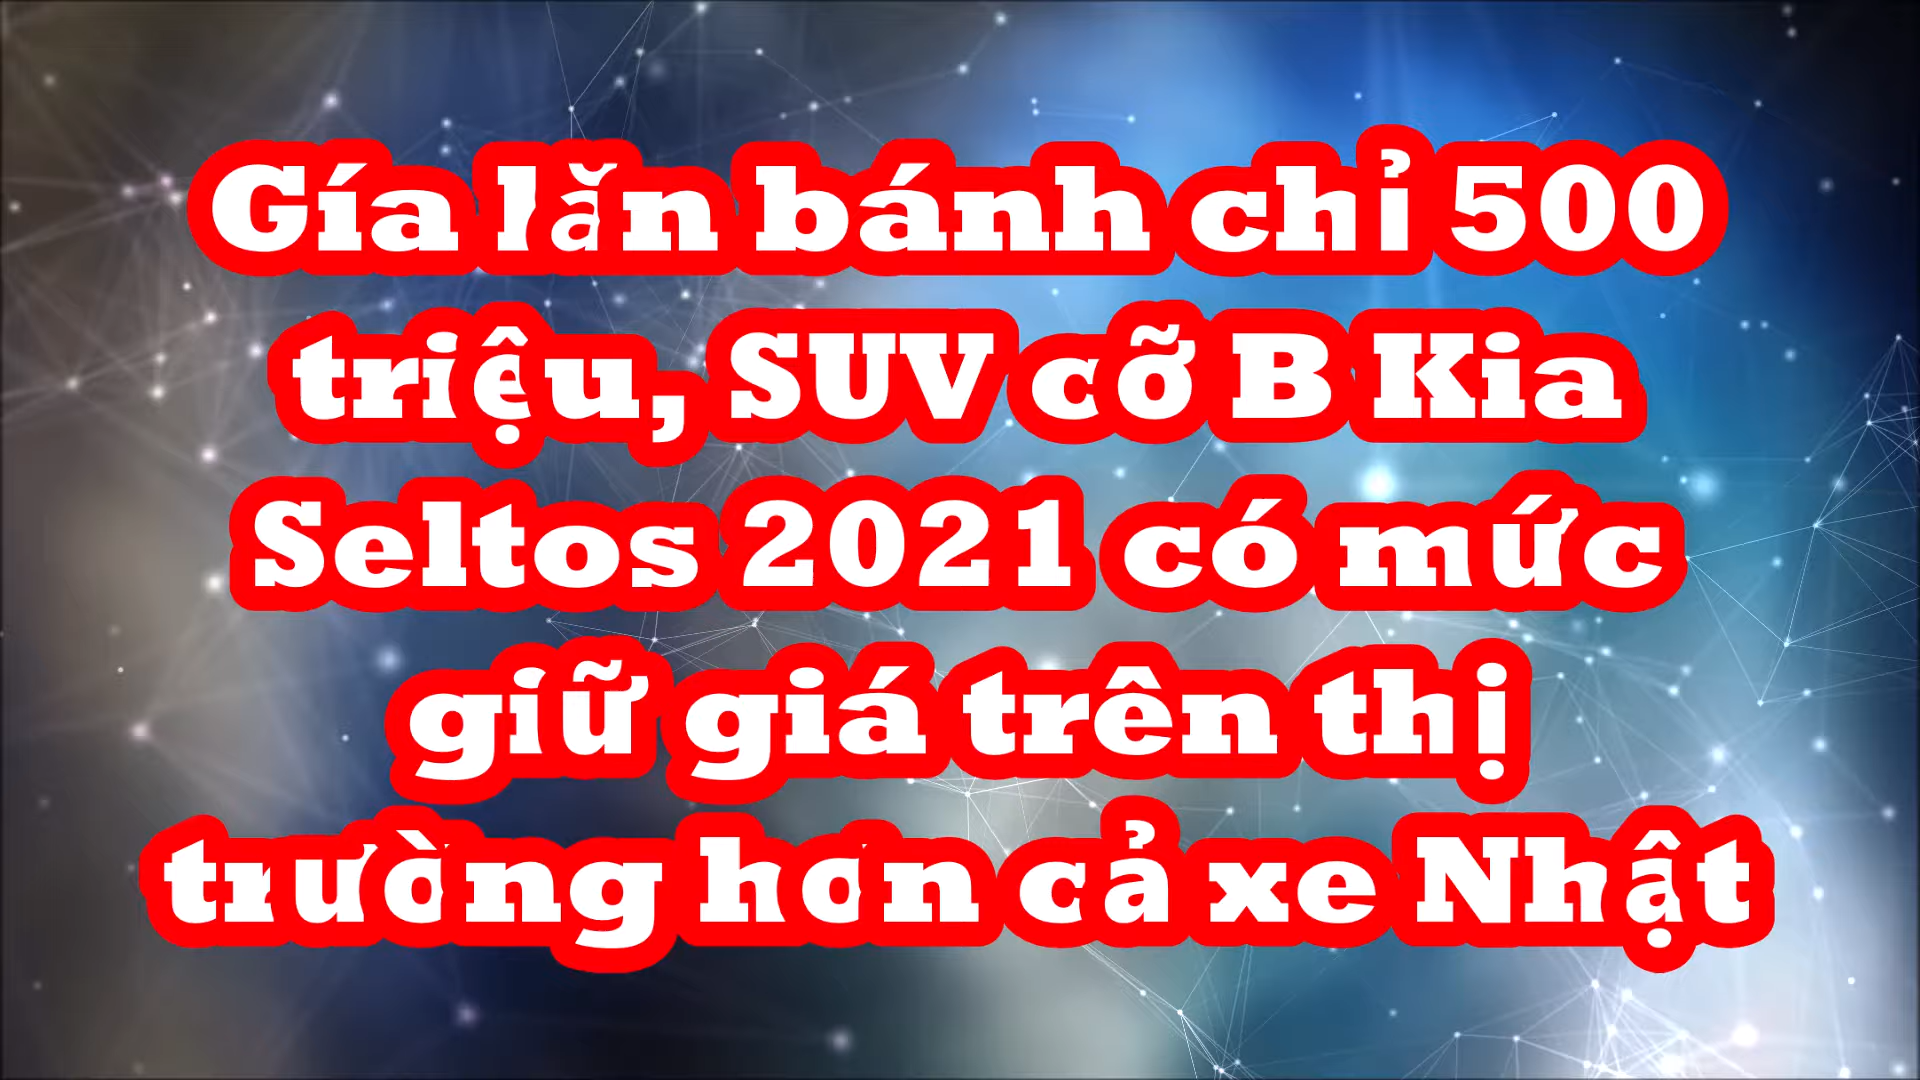 Gía lăn bánh chỉ 500
triệu, SUV cỡ B Kia
Seltos 2021 có mức
giữ giá trên thị
trường hơn cả xe Nhật